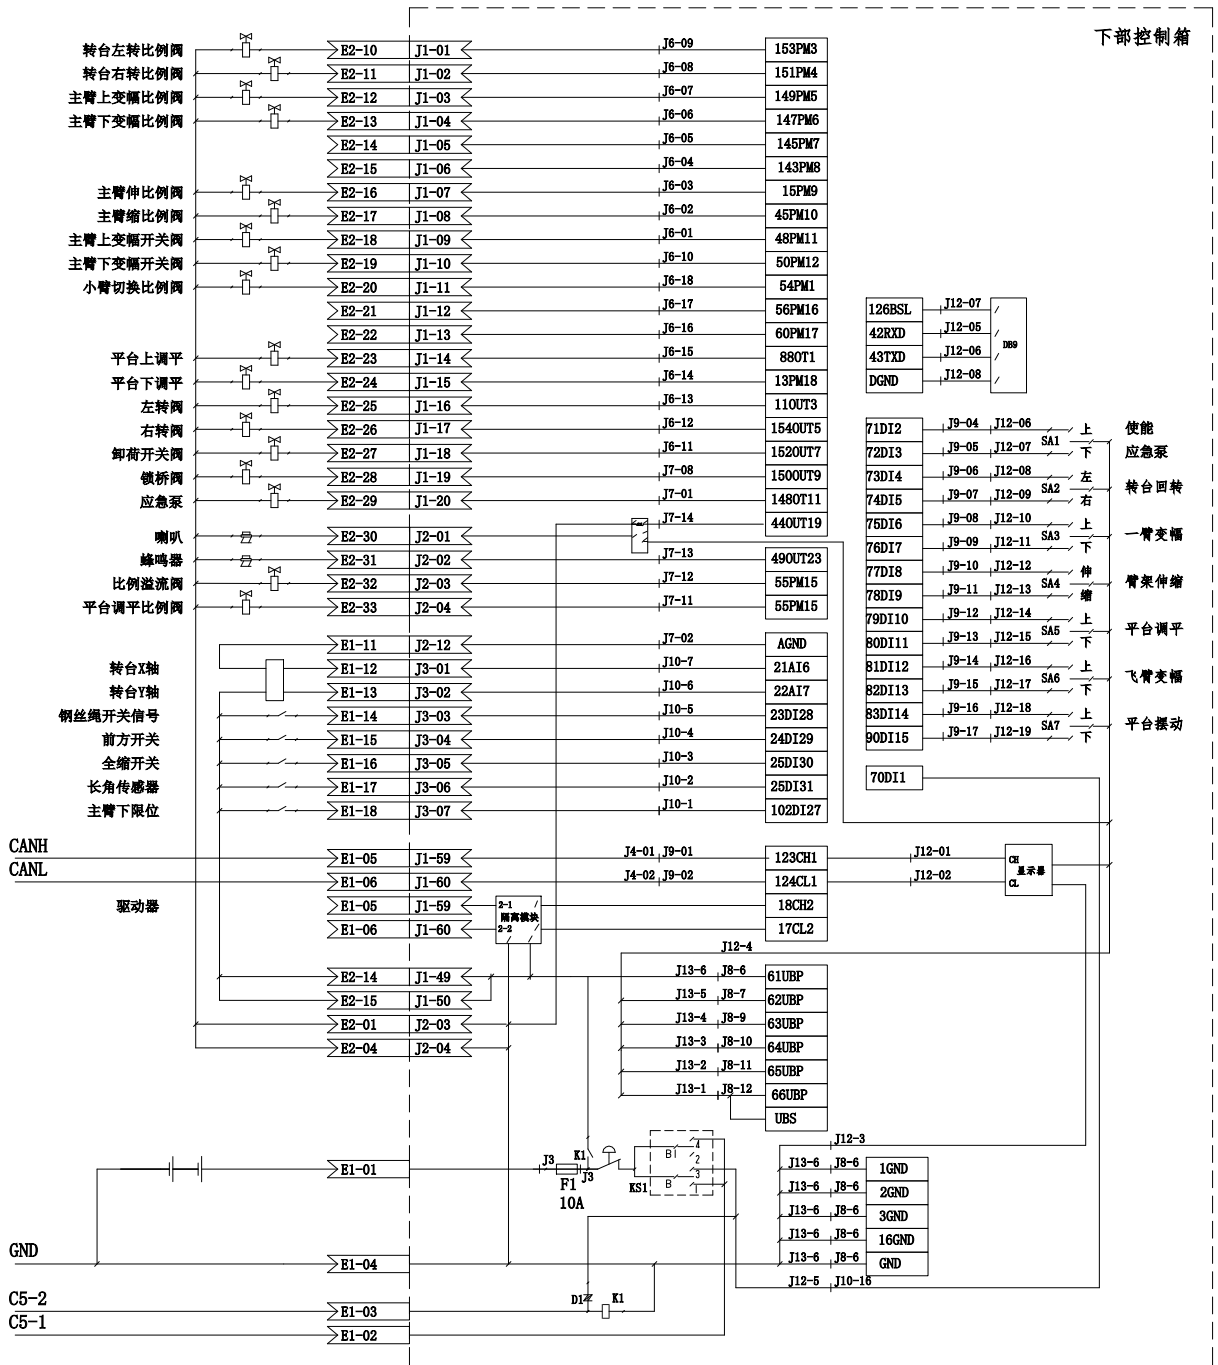 下部控制箱
转台左转比例阀 E2-10 J1-01 J6-09 153PM3
转台右转比例阀 E2-11 J1-02 J6-08 151PM4
主臂上变幅比例阀 E2-12 J1-03 J6-07 149PM5
主臂下变幅比例阀 E2-13 J1-04 J6-06 147PM6
E2-14 J1-05 J6-05 145PM7
E2-15 J1-06 J6-04 143PM8
主臂伸比例阀 E2-16 J1-07 J6-03 15PM9
主臂缩比例阀 E2-17 J1-08 J6-02 45PM10
主臂上变幅开关阀 E2-18 J1-09 J6-01 48PM11
主臂下变幅开关阀 E2-19 J1-10 J6-10 50PM12
小臂切换比例阀 E2-20 J1-11 J6-18 54PM1
E2-21 J1-12 J6-17 56PM16
E2-22 J1-13 J6-16 60PM17
平台上调平 E2-23 J1-14 J6-15 880T1
平台下调平 E2-24 J1-15 J6-14 13PM18
左转阀 E2-25 J1-16 J6-13 110UT3
右转阀 E2-26 J1-17 J6-12 1540UT5
卸荷开关阀 E2-27 J1-18 J6-11 1520UT7
锁桥阀 E2-28 J1-19 J7-08 1500UT9
应急泵 E2-29 J1-20 J7-01 1480T11
J7-14 440UT19
喇叭 E2-30 J2-01
蜂鸣器 E2-31 J2-02 J7-13 490UT23
比例溢流阀 E2-32 J2-03 J7-12 55PM15
平台调平比例阀 E2-33 J2-04 J7-11 55PM15
E1-11 J2-12 J7-02 AGND
转台X轴 E1-12 J3-01 J10-7 21AI6
转台Y轴 E1-13 J3-02 J10-6 22AI7
钢丝绳开关信号 E1-14 J3-03 J10-5 23DI28
前方开关 E1-15 J3-04 J10-4 24DI29
全缩开关 E1-16 J3-05 J10-3 25DI30
长角传感器 E1-17 J3-06 J10-2 25DI31
主臂下限位 E1-18 J3-07 J10-1 102DI27
126BSL J12-07
42RXD J12-05
DB9
43TXD J12-06
DGND J12-08
71DI2 J9-04 J12-06 上 使能
SA1
72DI3 J9-05 J12-07 下 应急泵
73DI4 J9-06 J12-08 左
SA2 转台回转
74DI5 J9-07 J12-09 右
75DI6 J9-08 J12-10 上
SA3 一臂变幅
76DI7 J9-09 J12-11 下
77DI8 J9-10 J12-12 伸
SA4 臂架伸缩
78DI9 J9-11 J12-13 缩
79DI10 J9-12 J12-14 上
SA5 平台调平
80DI11 J9-13 J12-15 下
81DI12 J9-14 J12-16 上
SA6 飞臂变幅
82DI13 J9-15 J12-17 下
83DI14 J9-16 J12-18 上
SA7 平台摆动
90DI15 J9-17 J12-19 下
70DI1
CANH E1-05 J1-59 J4-01 J9-01 123CH1 J12-01 CH
显示器
CANL E1-06 J1-60 J4-02 J9-02 124CL1 J12-02 CL
驱动器 E1-05 J1-59 2-1 18CH2
隔离模块
E1-06 J1-60 2-2 17CL2
J12-4
E2-14 J1-49 J13-6 J8-6 61UBP
E2-15 J1-50 J13-5 J8-7 62UBP
E2-01 J2-03 J13-4 J8-9 63UBP
E2-04 J2-04 J13-3 J8-10 64UBP
J13-2 J8-11 65UBP
J13-1 J8-12 66UBP
UBS
J12-3
E1-01 J3 F1 10A J3 K1 KS1 B 1 4 2 B 3 1
J13-6 J8-6 1GND
J13-6 J8-6 2GND
J13-6 J8-6 3GND
J13-6 J8-6 16GND
GND E1-04 J13-6 J8-6 GND
J12-5 J10-16
C5-2 E1-03 D1 K1
C5-1 E1-02